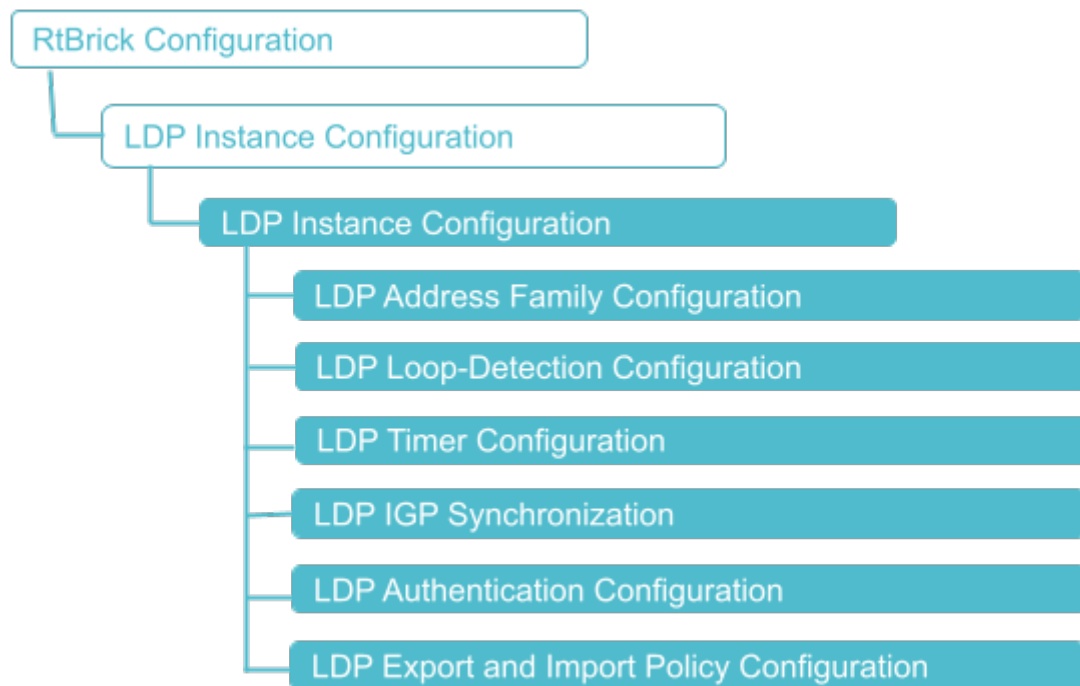 RtBrick Configuration
LDP Instance Configuration
LDP Instance Configuration
LDP Address Family Configuration
LDP Loop-Detection Configuration
LDP Timer Configuration
LDP IGP Synchronization
LDP Authentication Configuration
LDP Export and Import Policy Configuration